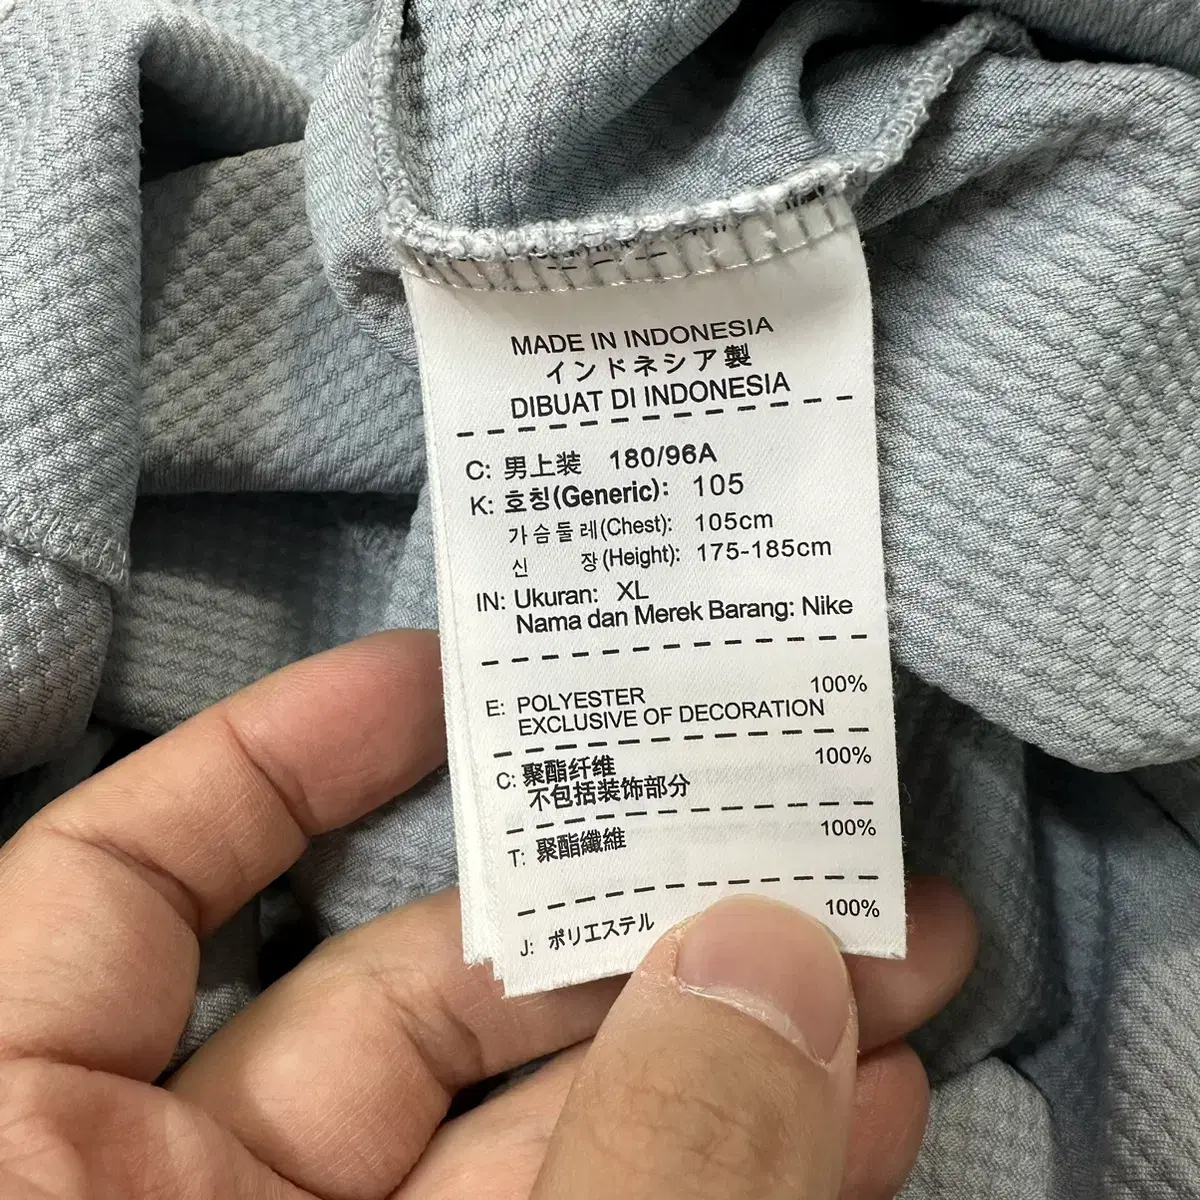 MADE IN INDONESIA
インドネシア製
DIBUAT DI INDONESIA
C: 男上装 180/96A
K: 호칭(Generic): 105
가슴둘레(Chest): 105cm
신 장(Height): 175-185cm
IN: Ukuran: XL
Nama dan Merek Barang: Nike
E: POLYESTER 100%
EXCLUSIVE OF DECORATION
C: 聚酯纤维 100%
不包括装饰部分
T: 聚酯纖維 100%
J: ポリエステル 100%